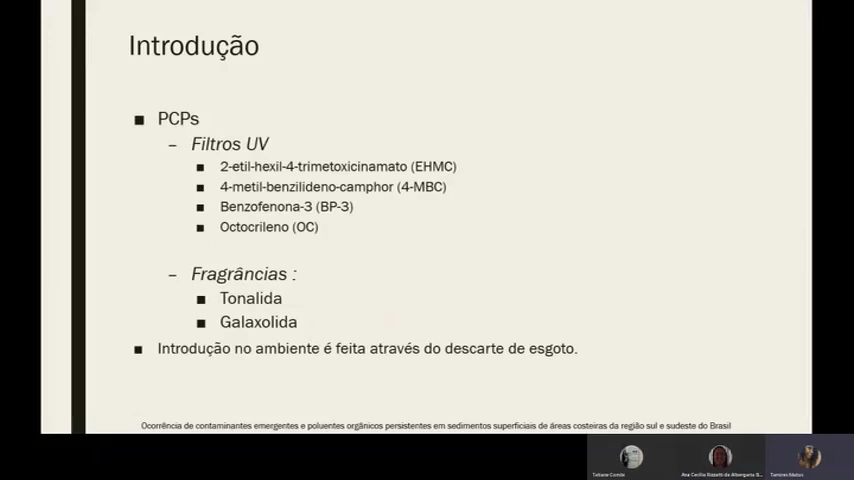 Introdução
PCPs
– Filtros UV
2-etil-hexil-4-trimetoxicinamato (EHMC)
4-metil-benzilideno-camphor (4-MBC)
Benzofenona-3 (BP-3)
Octocrileno (OC)
– Fragrâncias :
Tonalida
Galaxolida
Introdução no ambiente é feita através do descarte de esgoto.
Ocorrência de contaminantes emergentes e poluentes orgânicos persistentes em sedimentos superficiais de áreas costeiras da região sul e sudeste do Brasil
Tatiane Combi
Ana Cecilia Rizzatti de Albergaria B...
Tamires Matos